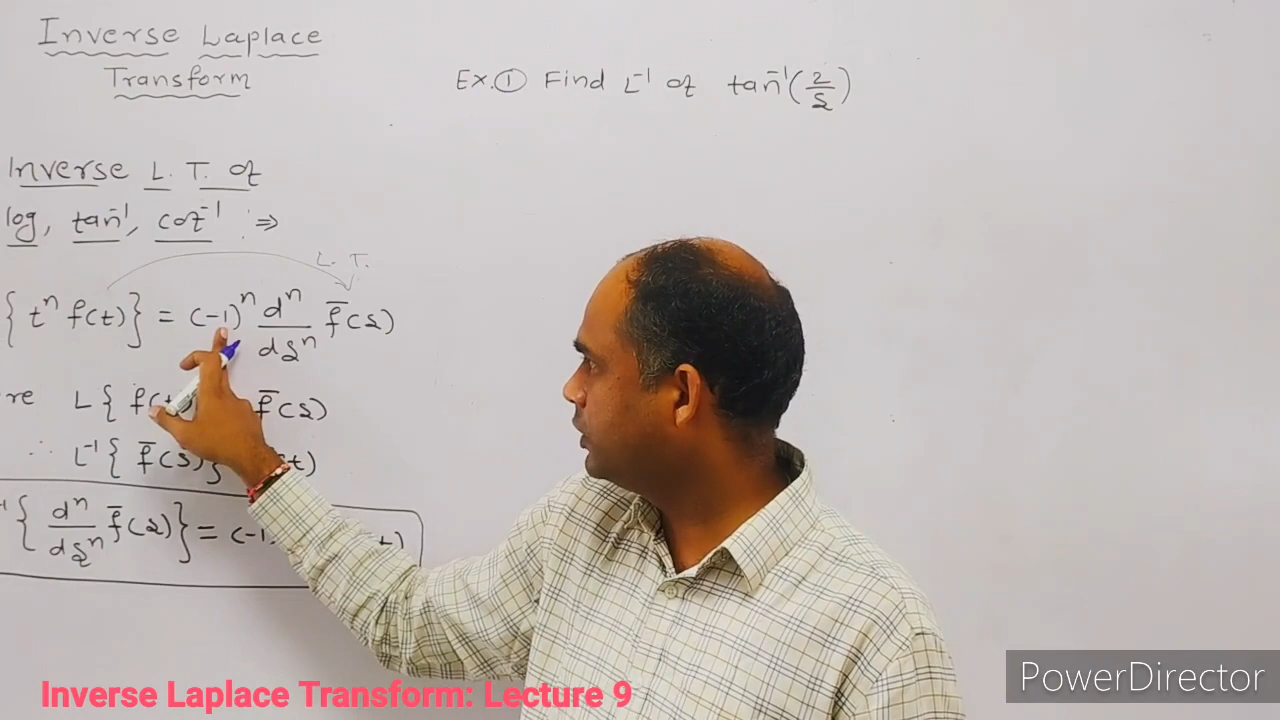 Inverse Laplace
Transform
Inverse L. T. of
log, tan⁻¹, cot⁻¹ :⇒
L. T.
{ tⁿ f(t)} = (-1)ⁿ dⁿ/dsⁿ f̄(s)
re L{ f(t) f̄(s)
∴ L⁻¹{ f̄(s)} t)
{ dⁿ/dsⁿ f̄(s)} = (-1 t)
Ex.① Find L⁻¹ of tan⁻¹(2/s)
PowerDirector
Inverse Laplace Transform: Lecture 9